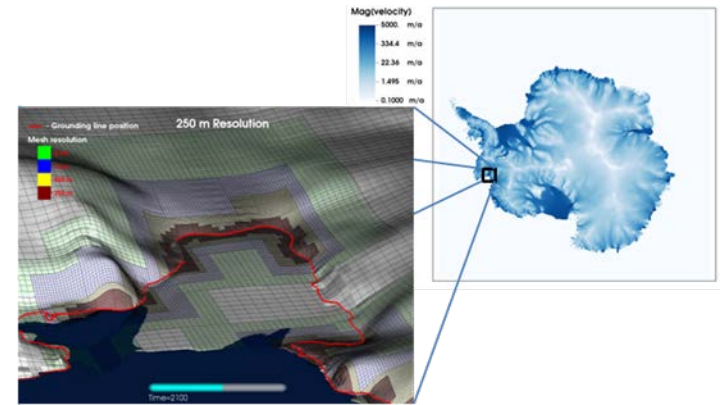 Mag(velocity)
5000. m/a
334.4 m/a
22.36 m/a
1.495 m/a
0.1000 m/a
- Grounding line position
250 m Resolution
Mesh resolution
Time=2100